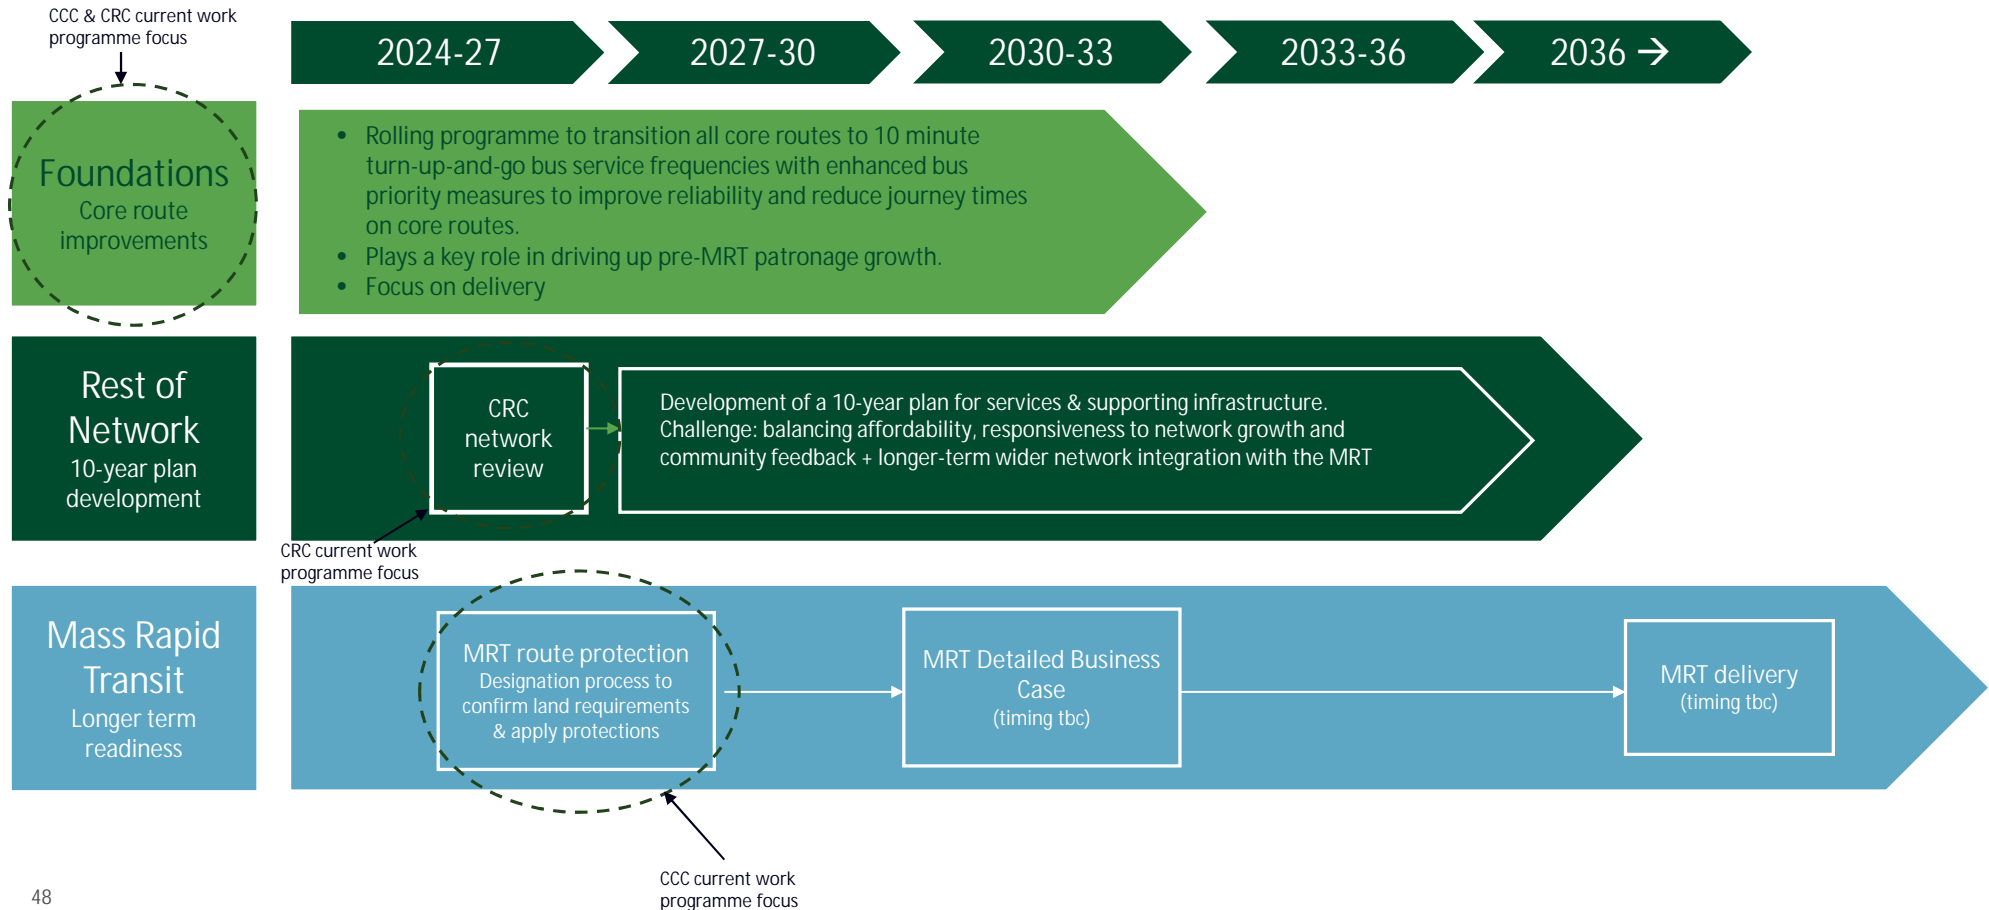 CCC & CRC current work
programme focus
2024-27
2027-30
2030-33
2033-36
2036 →
Foundations
Core route
improvements
• Rolling programme to transition all core routes to 10 minute
turn-up-and-go bus service frequencies with enhanced bus
priority measures to improve reliability and reduce journey times
on core routes.
• Plays a key role in driving up pre-MRT patronage growth.
• Focus on delivery
Rest of
Network
10-year plan
development
CRC
network
review
Development of a 10-year plan for services & supporting infrastructure.
Challenge: balancing affordability, responsiveness to network growth and
community feedback + longer-term wider network integration with the MRT
CRC current work
programme focus
Mass Rapid
Transit
Longer term
readiness
MRT route protection
Designation process to
confirm land requirements
& apply protections
MRT Detailed Business
Case
(timing tbc)
MRT delivery
(timing tbc)
CCC current work
programme focus
48